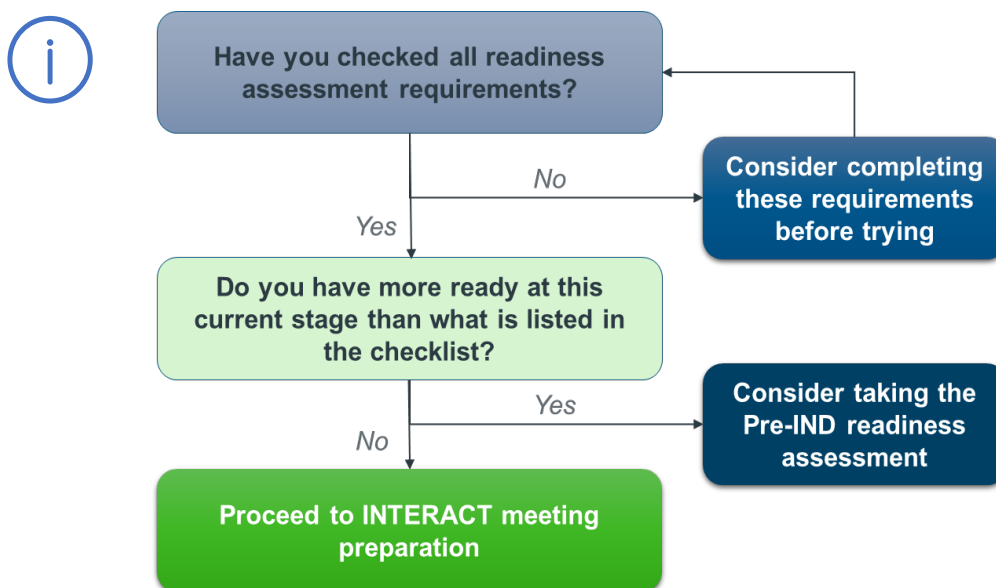 i
Have you checked all readiness
assessment requirements?
No
Consider completing
these requirements
before trying
Yes
Do you have more ready at this
current stage than what is listed in
the checklist?
Yes
Consider taking the
Pre-IND readiness
assessment
No
Proceed to INTERACT meeting
preparation